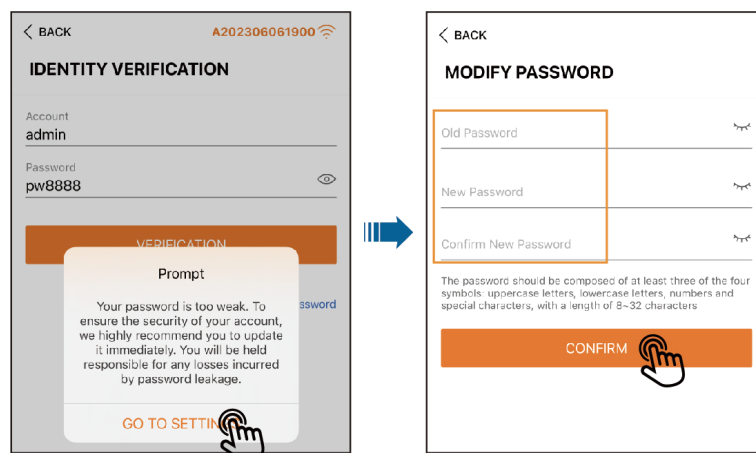 BACK
A202306061900
IDENTITY VERIFICATION
Account
admin
Password
pw8888
VERIFICATION
Prompt
Your password is too weak. To
ensure the security of your account,
we highly recommend you to update
it immediately. You will be held
responsible for any losses incurred
by password leakage.
GO TO
BACK
MODIFY PASSWORD
Old Password
New Password
Confirm New Password
The password should be composed of at least three of the four
symbols: uppercase letters, lowercase letters, numbers and
special characters, with a length of 8~32 characters
CONFIRM